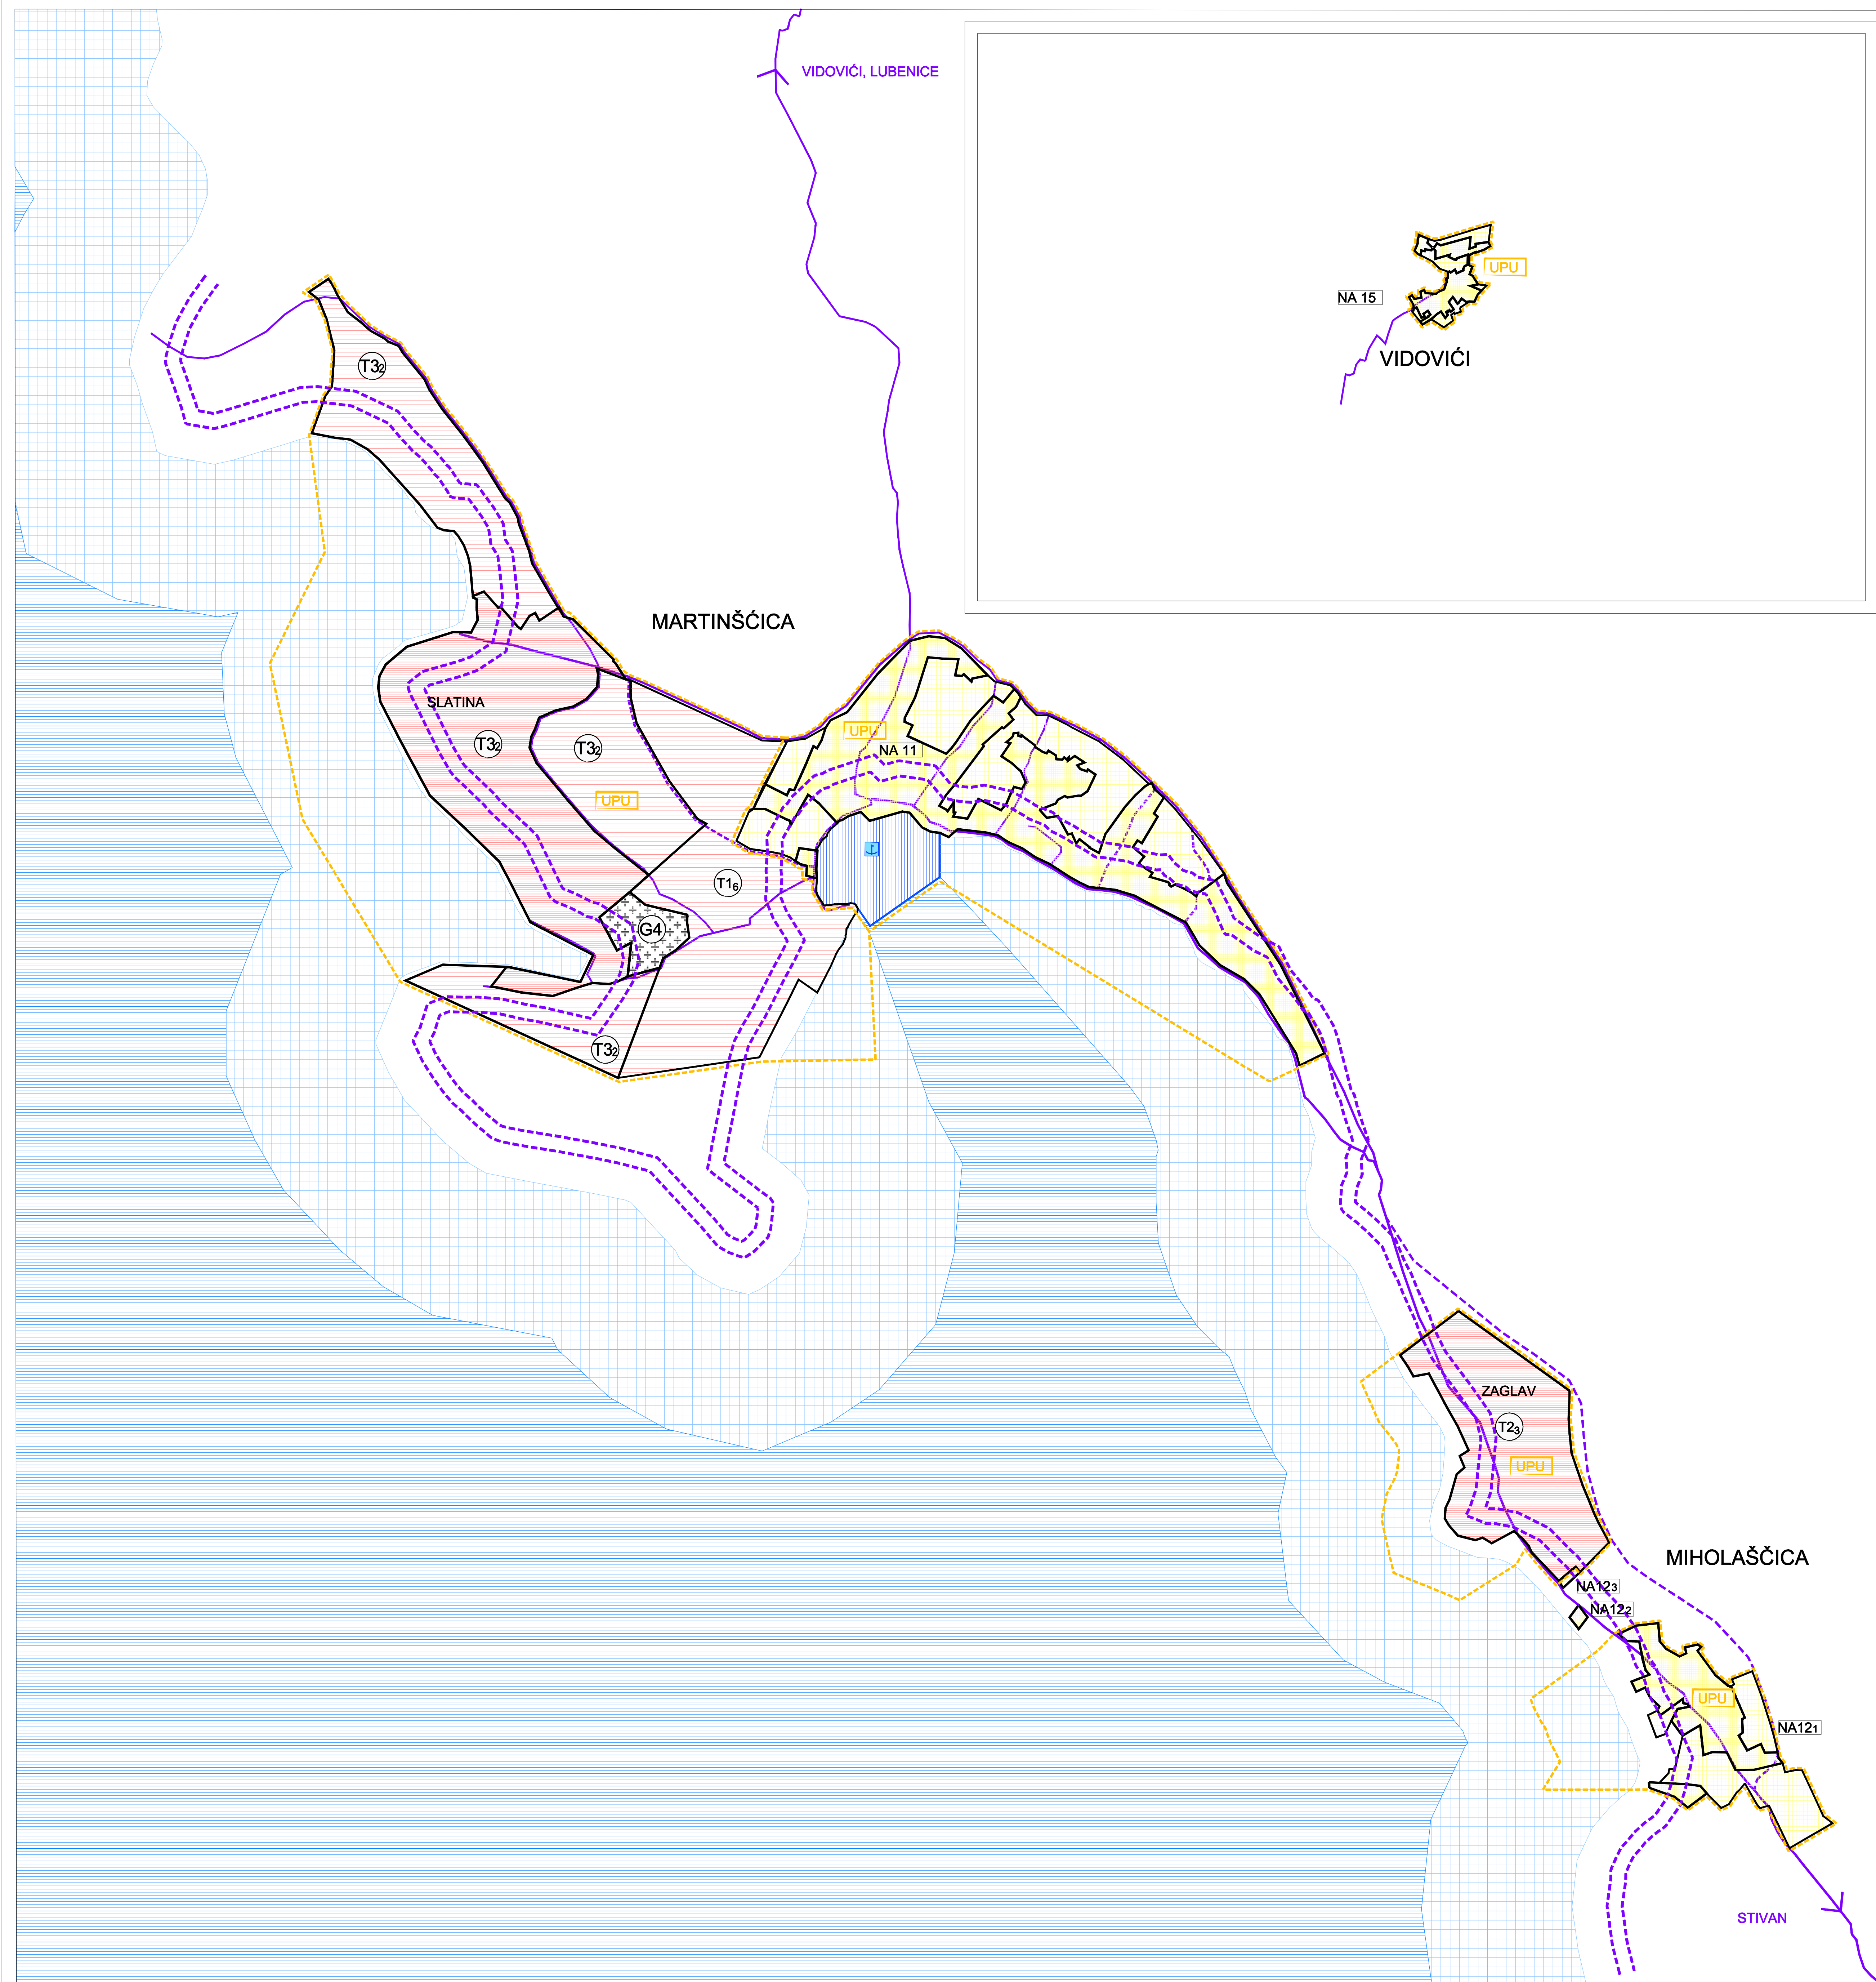 VIDOVIĆI, LUBENICE
UPU
NA 15
VIDOVIĆI
T32
MARTINŠĆICA
SLATINA
T32
T32
UPU
UPU
NA 11
T16
G4
T32
ZAGLAV
T23
UPU
MIHOLAŠČICA
NA123
NA122
UPU
NA121
STIVAN